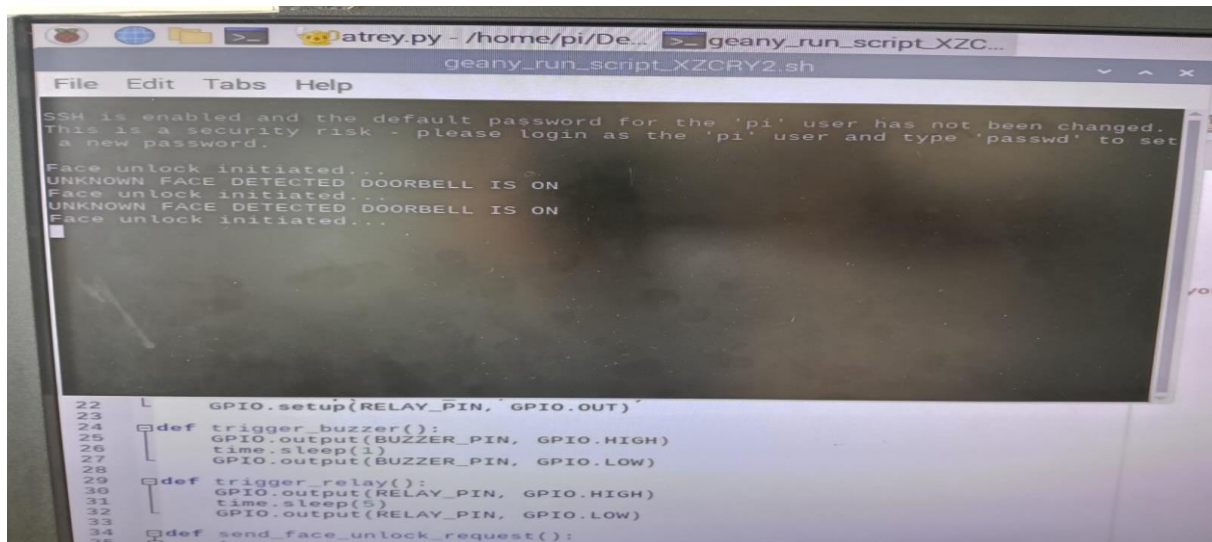 atrey.py - /home/pi/De... geany_run_script_XZC...
geany_run_script_XZCRY2.sh
File Edit Tabs Help
SSH is enabled and the default password for the 'pi' user has not been changed.
This is a security risk - please login as the 'pi' user and type 'passwd' to set
a new password.
Face unlock initiated...
UNKNOWN FACE DETECTED DOORBELL IS ON
Face unlock initiated...
UNKNOWN FACE DETECTED DOORBELL IS ON
Face unlock initiated...
22 GPIO.setup(RELAY_PIN, GPIO.OUT)
23
24 def trigger_buzzer():
25 GPIO.output(BUZZER_PIN, GPIO.HIGH)
26 time.sleep(1)
27 GPIO.output(BUZZER_PIN, GPIO.LOW)
28
29 def trigger_relay():
30 GPIO.output(RELAY_PIN, GPIO.HIGH)
31 time.sleep(5)
32 GPIO.output(RELAY_PIN, GPIO.LOW)
33
34 def send_face_unlock_request():